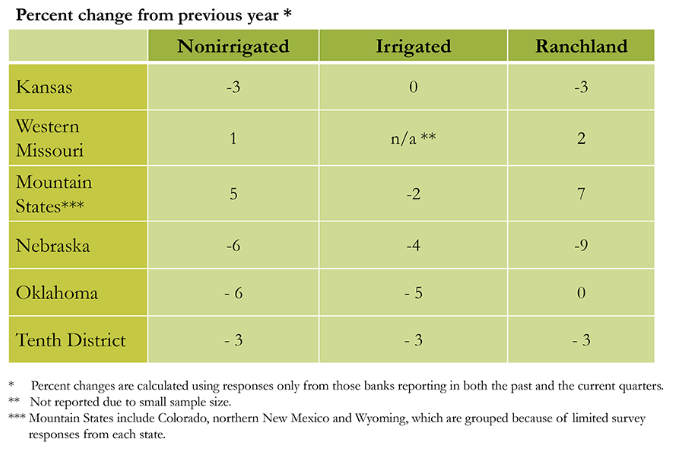 Percent change from previous year *
Nonirrigated Irrigated Ranchland
Kansas -3 0 -3
Western
Missouri 1 n/a ** 2
Mountain
States*** 5 -2 7
Nebraska -6 -4 -9
Oklahoma - 6 - 5 0
Tenth District - 3 - 3 - 3
* Percent changes are calculated using responses only from those banks reporting in both the past and the current quarters.
** Not reported due to small sample size.
*** Mountain States include Colorado, northern New Mexico and Wyoming, which are grouped because of limited survey
responses from each state.